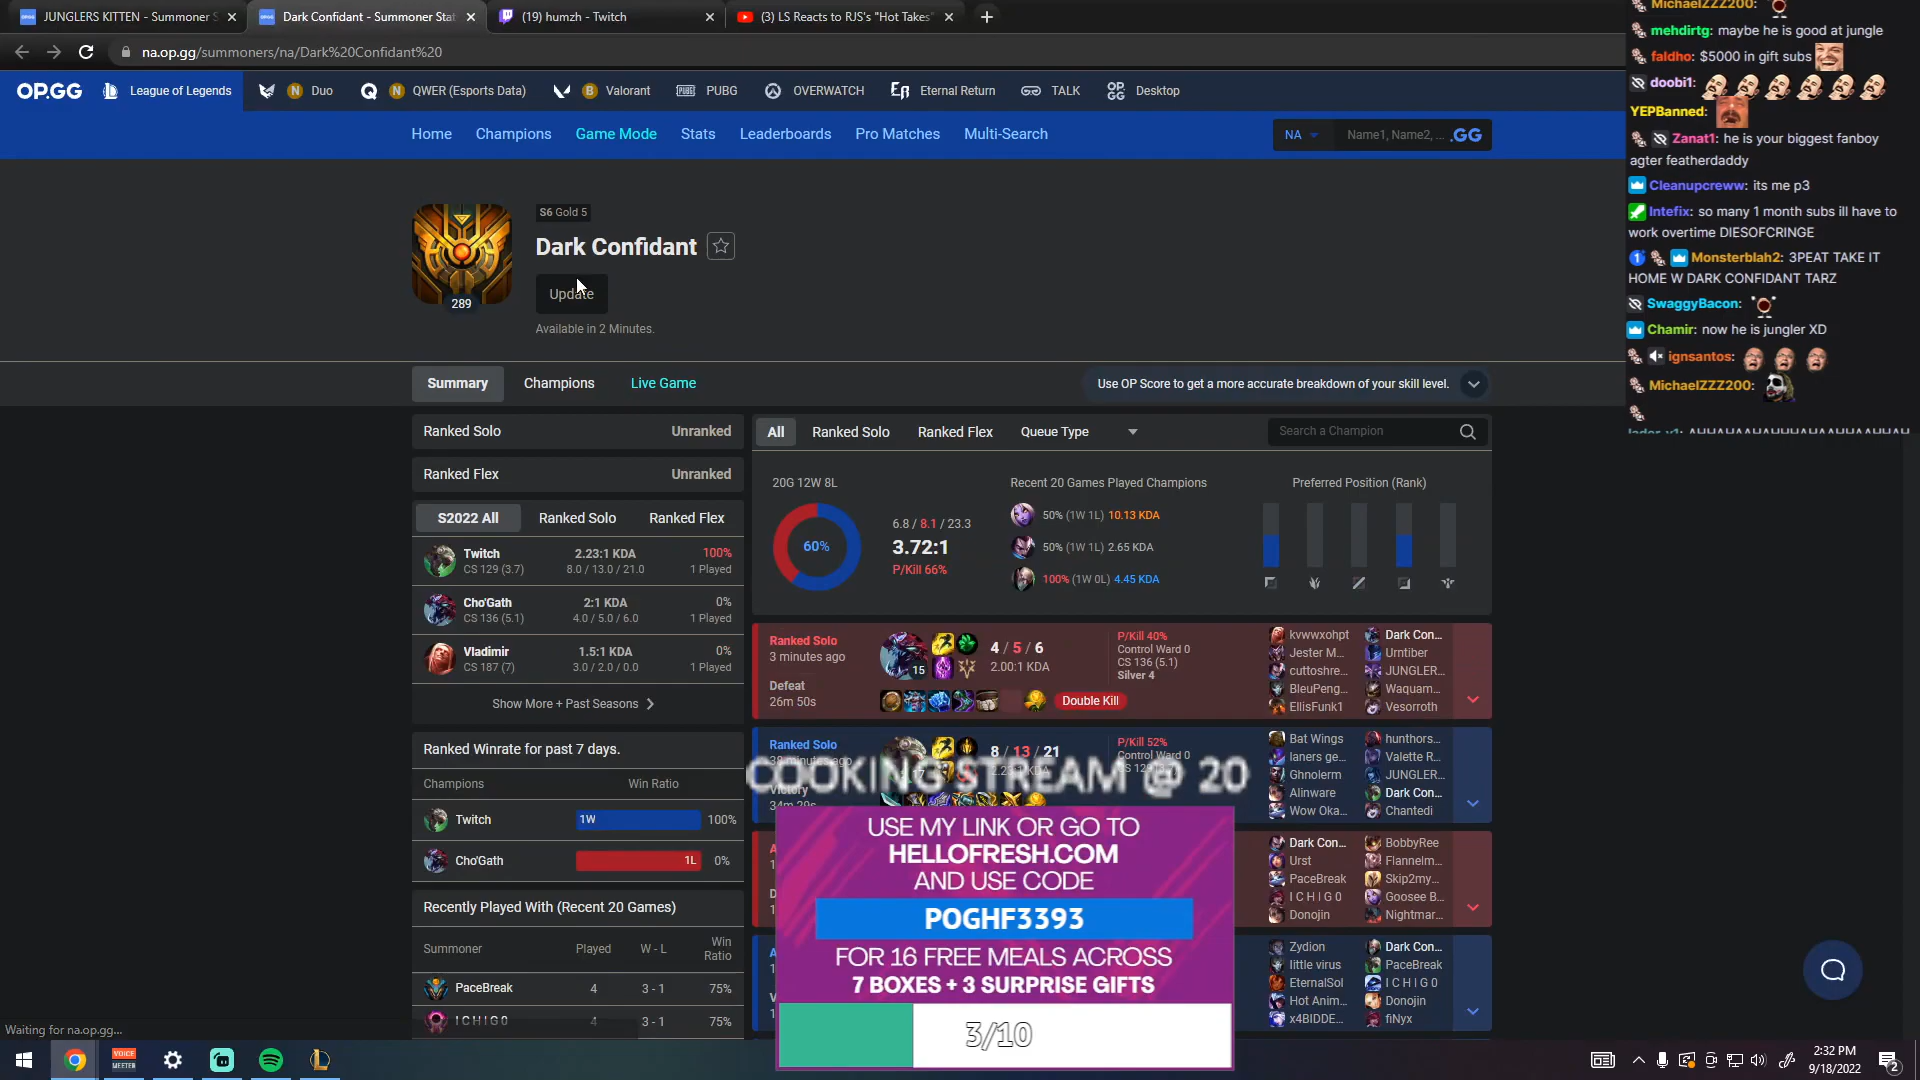 JUNGLERS KITTEN - Summoner S
Dark Confidant - Summoner Sta
(19) humzh - Twitch
(3) LS Reacts to RJS's "Hot Takes"
na.op.gg/summoners/na/Dark%20Confidant%20
OP.GG
League of Legends
N Duo
N QWER (Esports Data)
B Valorant
PUBG
OVERWATCH
Eternal Return
TALK
Desktop
Home
Champions
Game Mode
Stats
Leaderboards
Pro Matches
Multi-Search
NA
Name1, Name2, ...
.GG
S6 Gold 5
Dark Confidant
289
Update
Available in 2 Minutes.
Summary
Champions
Live Game
Use OP Score to get a more accurate breakdown of your skill level.
Ranked Solo Unranked
Ranked Flex Unranked
S2022 All
Ranked Solo
Ranked Flex
Twitch 2.23:1 KDA 100%
CS 129 (3.7) 8.0 / 13.0 / 21.0 1 Played
Cho'Gath 2:1 KDA 0%
CS 136 (5.1) 4.0 / 5.0 / 6.0 1 Played
Vladimir 1.5:1 KDA 0%
CS 187 (7) 3.0 / 2.0 / 0.0 1 Played
Show More + Past Seasons
Ranked Winrate for past 7 days.
Champions Win Ratio
Twitch 1W 100%
Cho'Gath 1L 0%
Recently Played With (Recent 20 Games)
Summoner Played W - L Win Ratio
PaceBreak 4 3 - 1 75%
I C H I G 0 4 3 - 1 75%
All
Ranked Solo
Ranked Flex
Queue Type
Search a Champion
20G 12W 8L
60%
6.8 / 8.1 / 23.3
3.72:1
P/Kill 66%
Recent 20 Games Played Champions
50% (1W 1L) 10.13 KDA
50% (1W 1L) 2.65 KDA
100% (1W 0L) 4.45 KDA
Preferred Position (Rank)
Ranked Solo
3 minutes ago
Defeat
26m 50s
15
4 / 5 / 6
2.00:1 KDA
Double Kill
P/Kill 40%
Control Ward 0
CS 136 (5.1)
Silver 4
kvwwxohpt
Jester M...
cuttoshre...
BleuPeng...
EllisFunk1
Dark Con...
Urntiber
JUNGLER...
Waquam...
Vesorroth
Ranked Solo
38 minutes ago
Victory
34m 29s
17
8 / 13 / 21
P/Kill 52%
Control Ward 0
Bat Wings
laners ge...
Ghnolerm
Alinware
Wow Oka...
hunthors...
Valette R...
JUNGLER...
Dark Con...
Chantedi
Dark Con...
Urst
PaceBreak
I C H I G 0
Donojin
BobbyRee
Flannelm...
Skip2my...
Goosee B...
Nightmar...
Zydion
little virus
EternalSol
Hot Anim...
x4BIDDE...
Dark Con...
PaceBreak
I C H I G 0
Donojin
fiNyx
COOKING STREAM @ 20
USE MY LINK OR GO TO
HELLOFRESH.COM
AND USE CODE
POGHF3393
FOR 16 FREE MEALS ACROSS
7 BOXES + 3 SURPRISE GIFTS
3/10
MichaelZZZ200:
mehdirtg: maybe he is good at jungle
faldho: $5000 in gift subs
doobi1:
YEPBanned:
Zanat1: he is your biggest fanboy
agter featherdaddy
Cleanupcreww: its me p3
Intefix: so many 1 month subs ill have to
work overtime DIESOFCRINGE
Monsterblah2: 3PEAT TAKE IT
HOME W DARK CONFIDANT TARZ
SwaggyBacon:
Chamir: now he is jungler XD
ignsantos:
MichaelZZZ200:
Waiting for na.op.gg...
VOICE
MEETER
2:32 PM
9/18/2022
2